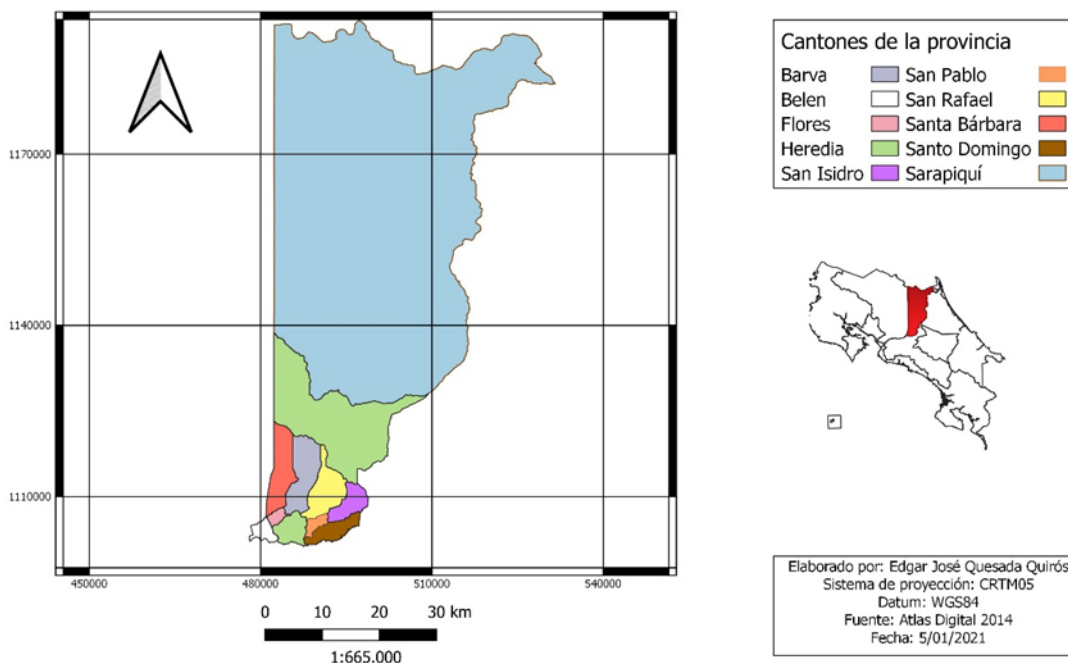 Cantones de la provincia
Barva San Pablo
Belen San Rafael
Flores Santa Bárbara
Heredia Santo Domingo
San Isidro Sarapiquí
1170000
1140000
1110000
450000 480000 510000 540000
0 10 20 30 km
1:665.000
Elaborado por: Edgar José Quesada Quirós
Sistema de proyección: CRTM05
Datum: WGS84
Fuente: Atlas Digital 2014
Fecha: 5/01/2021